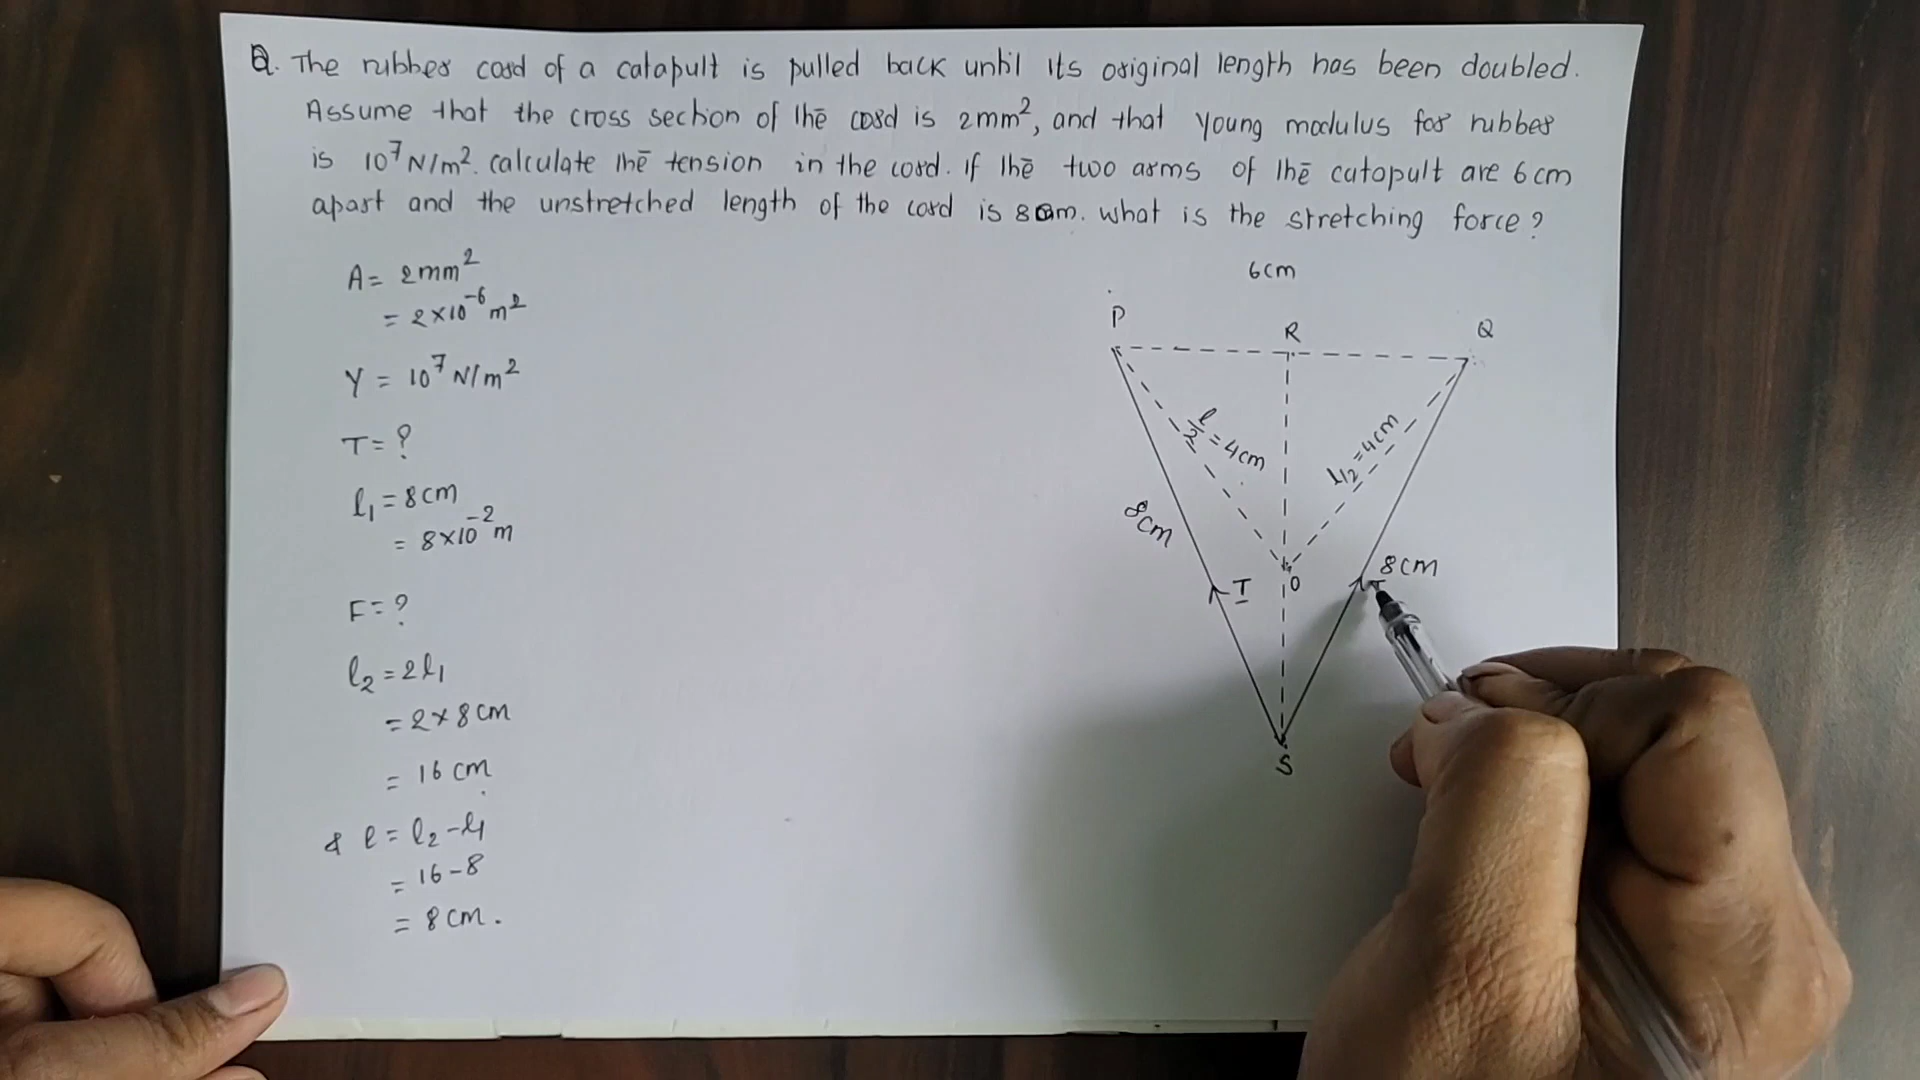 Q. The rubber cord of a catapult is pulled back until its original length has been doubled.
Assume that the cross section of the cord is 2mm², and that young modulus for rubber
is 10⁷ N/m². calculate the tension in the cord. If the two arms of the catapult are 6cm
apart and the unstretched length of the cord is 8cm. what is the stretching force?
A = 2mm²
= 2×10⁻⁶ m²
Y = 10⁷ N/m²
T = ?
l₁ = 8cm
= 8×10⁻² m
F = ?
l₂ = 2l₁
= 2×8cm
= 16 cm
& e = l₂ - l₁
= 16 - 8
= 8cm.
6cm
P R Q
l/2 = 4cm
l/2 = 4cm
8cm
8cm
T
O
S